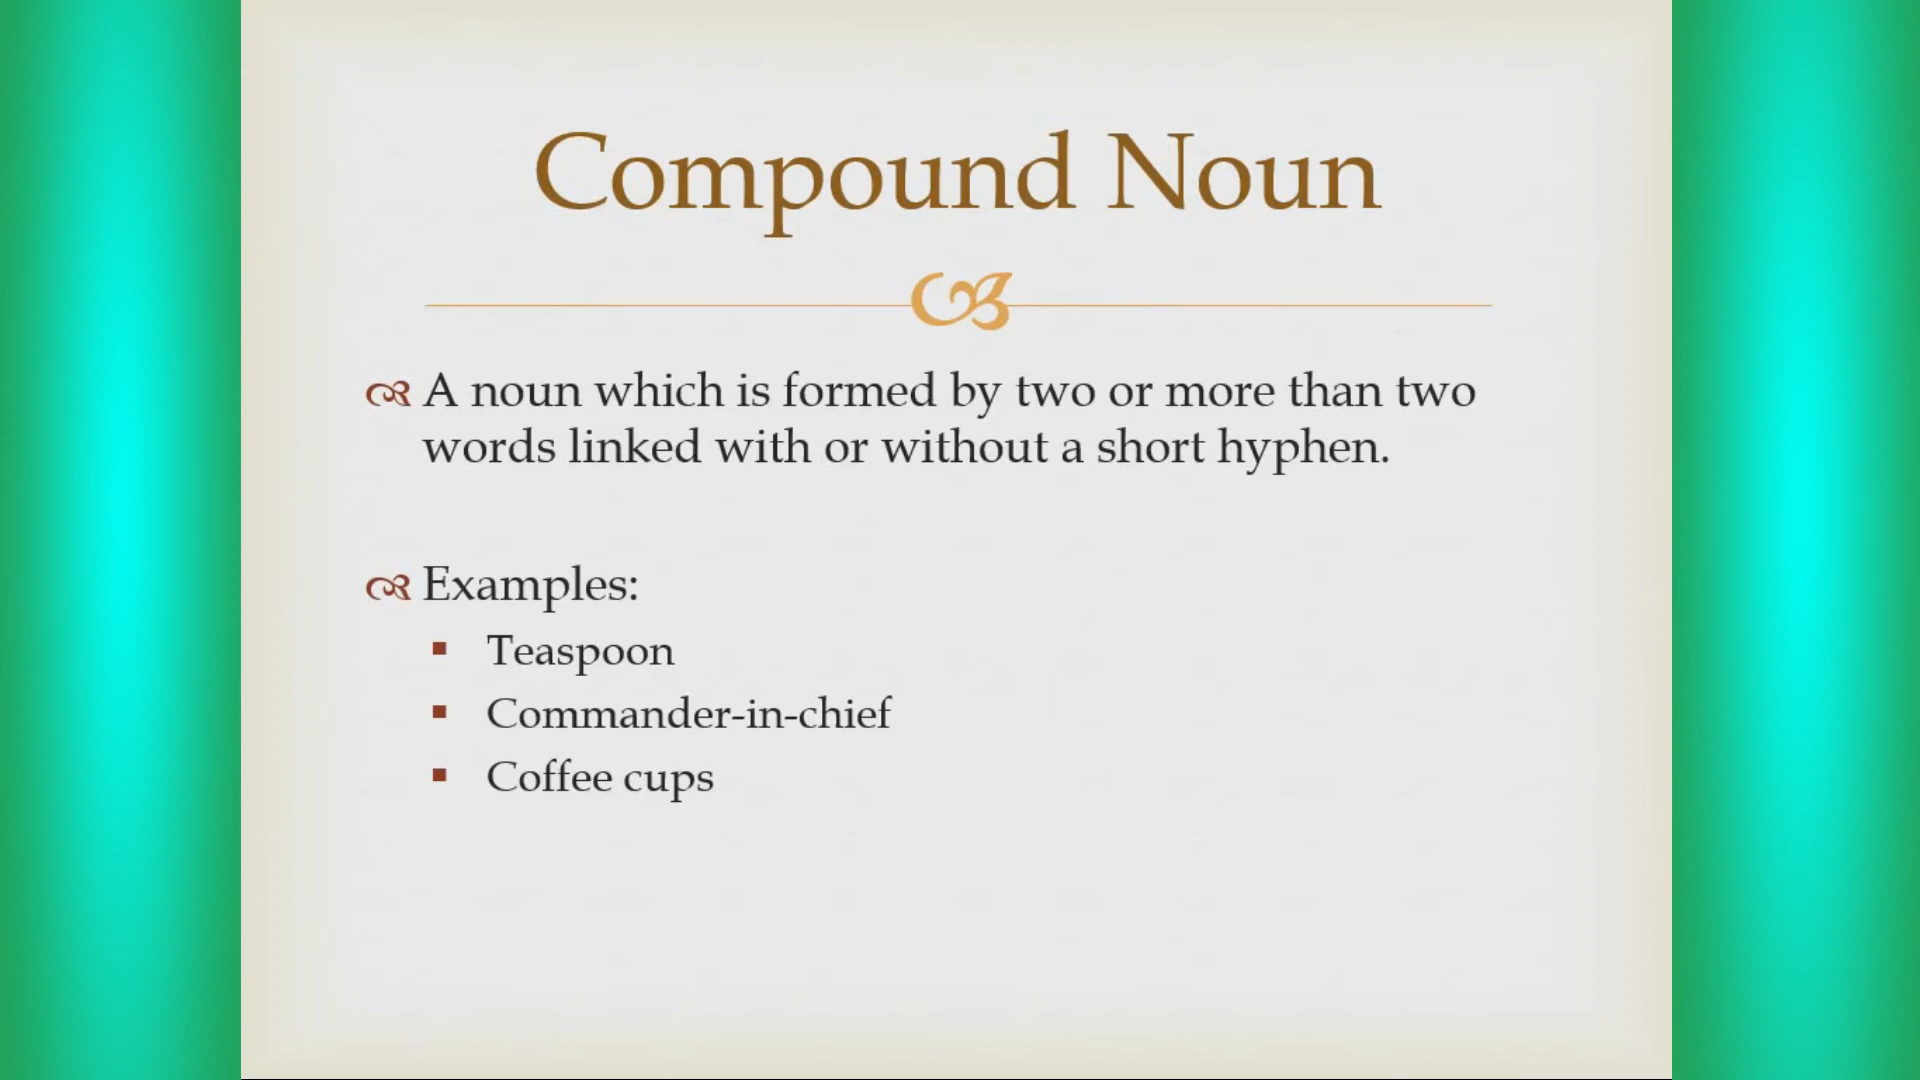 Compound Noun
A noun which is formed by two or more than two
words linked with or without a short hyphen.
Examples:
Teaspoon
Commander-in-chief
Coffee cups